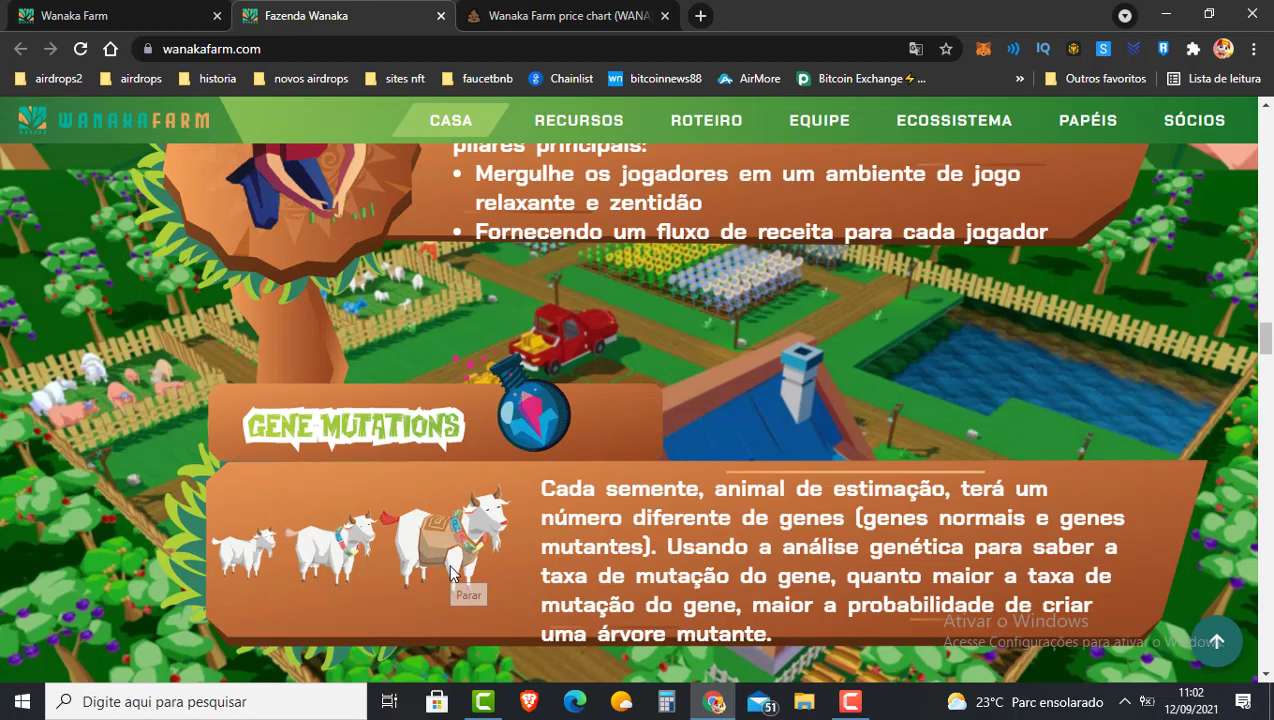 Wanaka Farm
Fazenda Wanaka
Wanaka Farm price chart (WANA)
wanakafarm.com
airdrops2
airdrops
historia
novos airdrops
sites nft
faucetbnb
Chainlist
bitcoinnews88
AirMore
Bitcoin Exchange⚡...
»
Outros favoritos
Lista de leitura
WANAKAFARM
CASA
RECURSOS
ROTEIRO
EQUIPE
ECOSSISTEMA
PAPÉIS
SÓCIOS
pilares principais:
• Mergulhe os jogadores em um ambiente de jogo
relaxante e zentidão
• Fornecendo um fluxo de receita para cada jogador
GENE MUTATIONS
Cada semente, animal de estimação, terá um
número diferente de genes (genes normais e genes
mutantes). Usando a análise genética para saber a
taxa de mutação do gene, quanto maior a taxa de
mutação do gene, maior a probabilidade de criar
uma árvore mutante.
Parar
Ativar o Windows
Acesse Configurações para ativar o Windows.
Digite aqui para pesquisar
51
23°C Parc ensolarado
11:02
12/09/2021